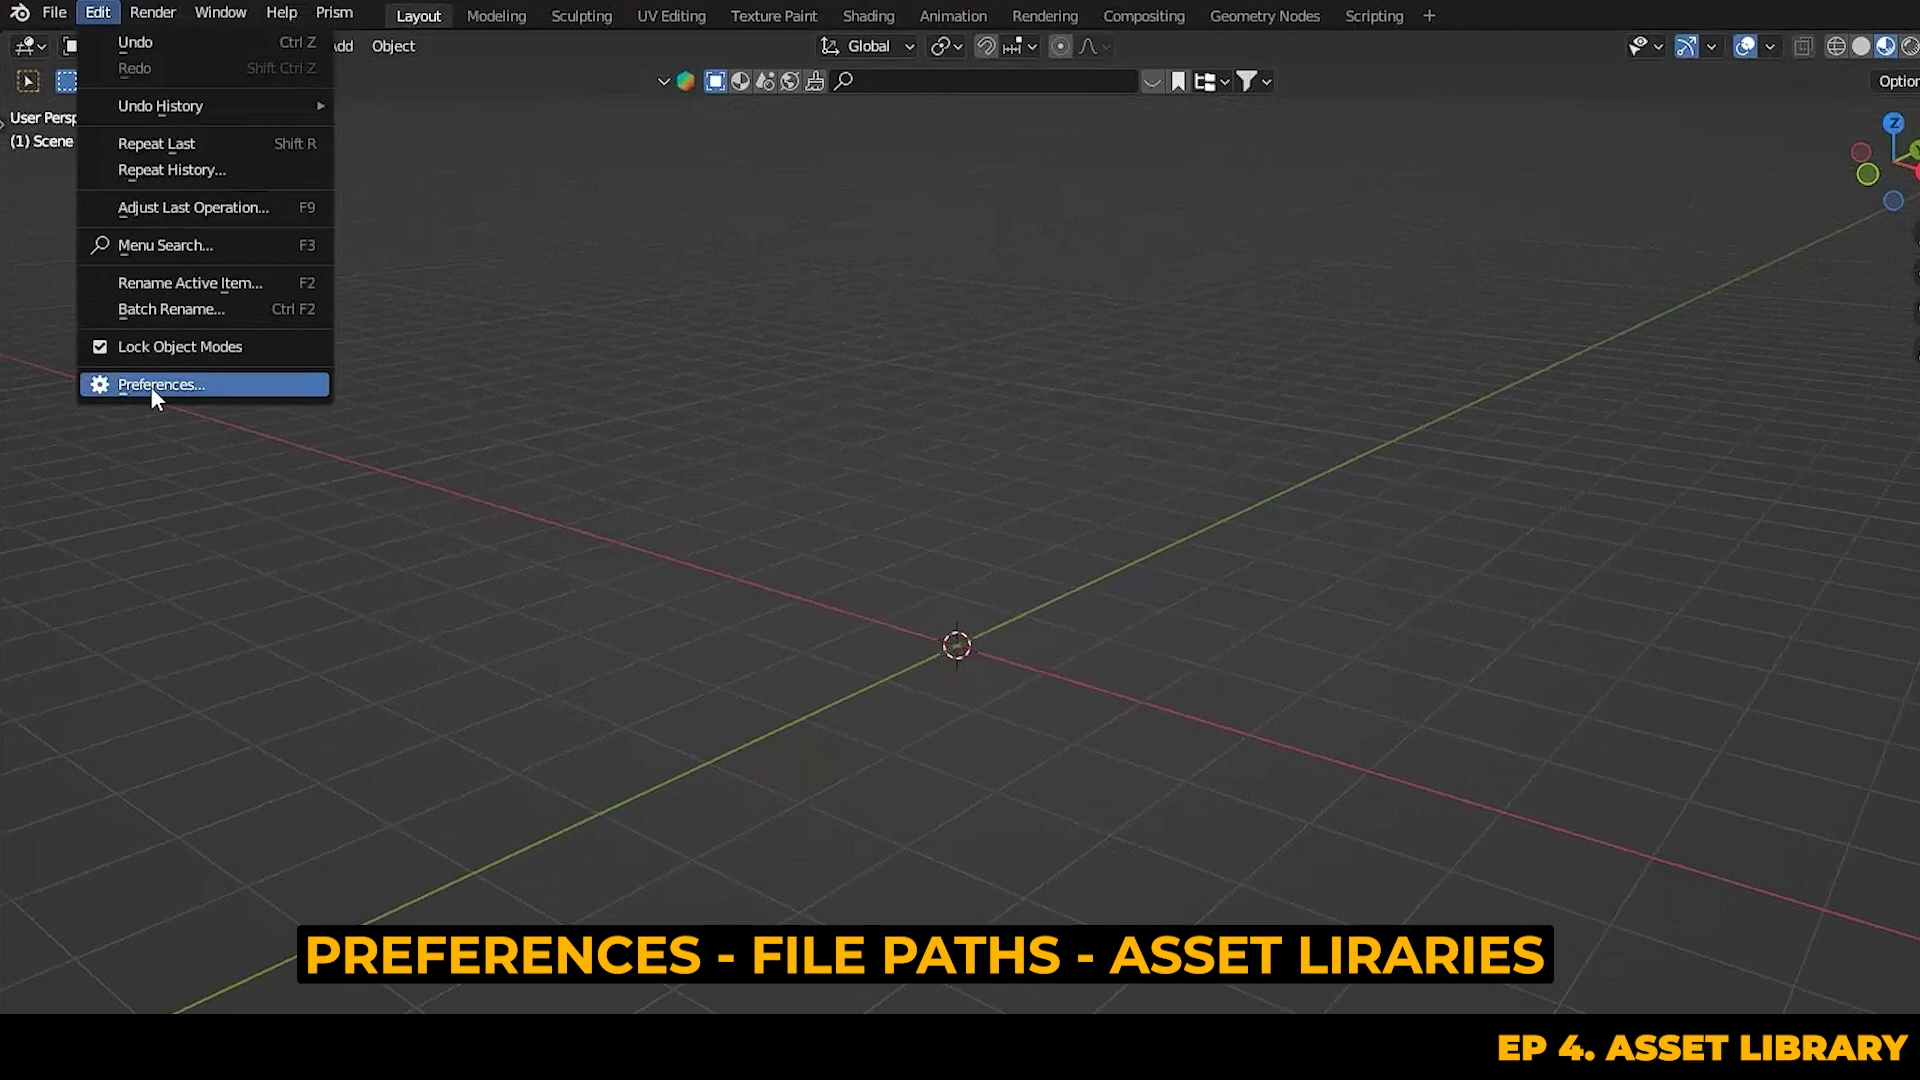 File Edit Render Window Help Prism Layout Modeling Sculpting UV Editing Texture Paint Shading Animation Rendering Compositing Geometry Nodes Scripting +
Object Global
Undo Ctrl Z
Redo Shift Ctrl Z
Undo History
Repeat Last Shift R
Repeat History...
Adjust Last Operation... F9
Menu Search... F3
Rename Active Item... F2
Batch Rename... Ctrl F2
Lock Object Modes
Preferences...
Optior
User Persp
(1) Scene
Z
PREFERENCES - FILE PATHS - ASSET LIRARIES
EP 4. ASSET LIBRARY